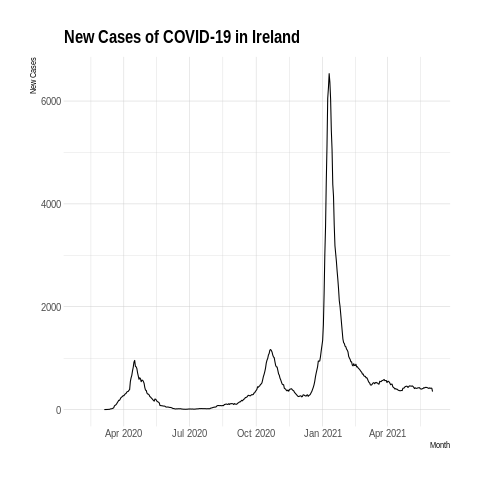 New Cases of COVID-19 in Ireland
New Cases
6000
4000
2000
0
Apr 2020 Jul 2020 Oct 2020 Jan 2021 Apr 2021
Month